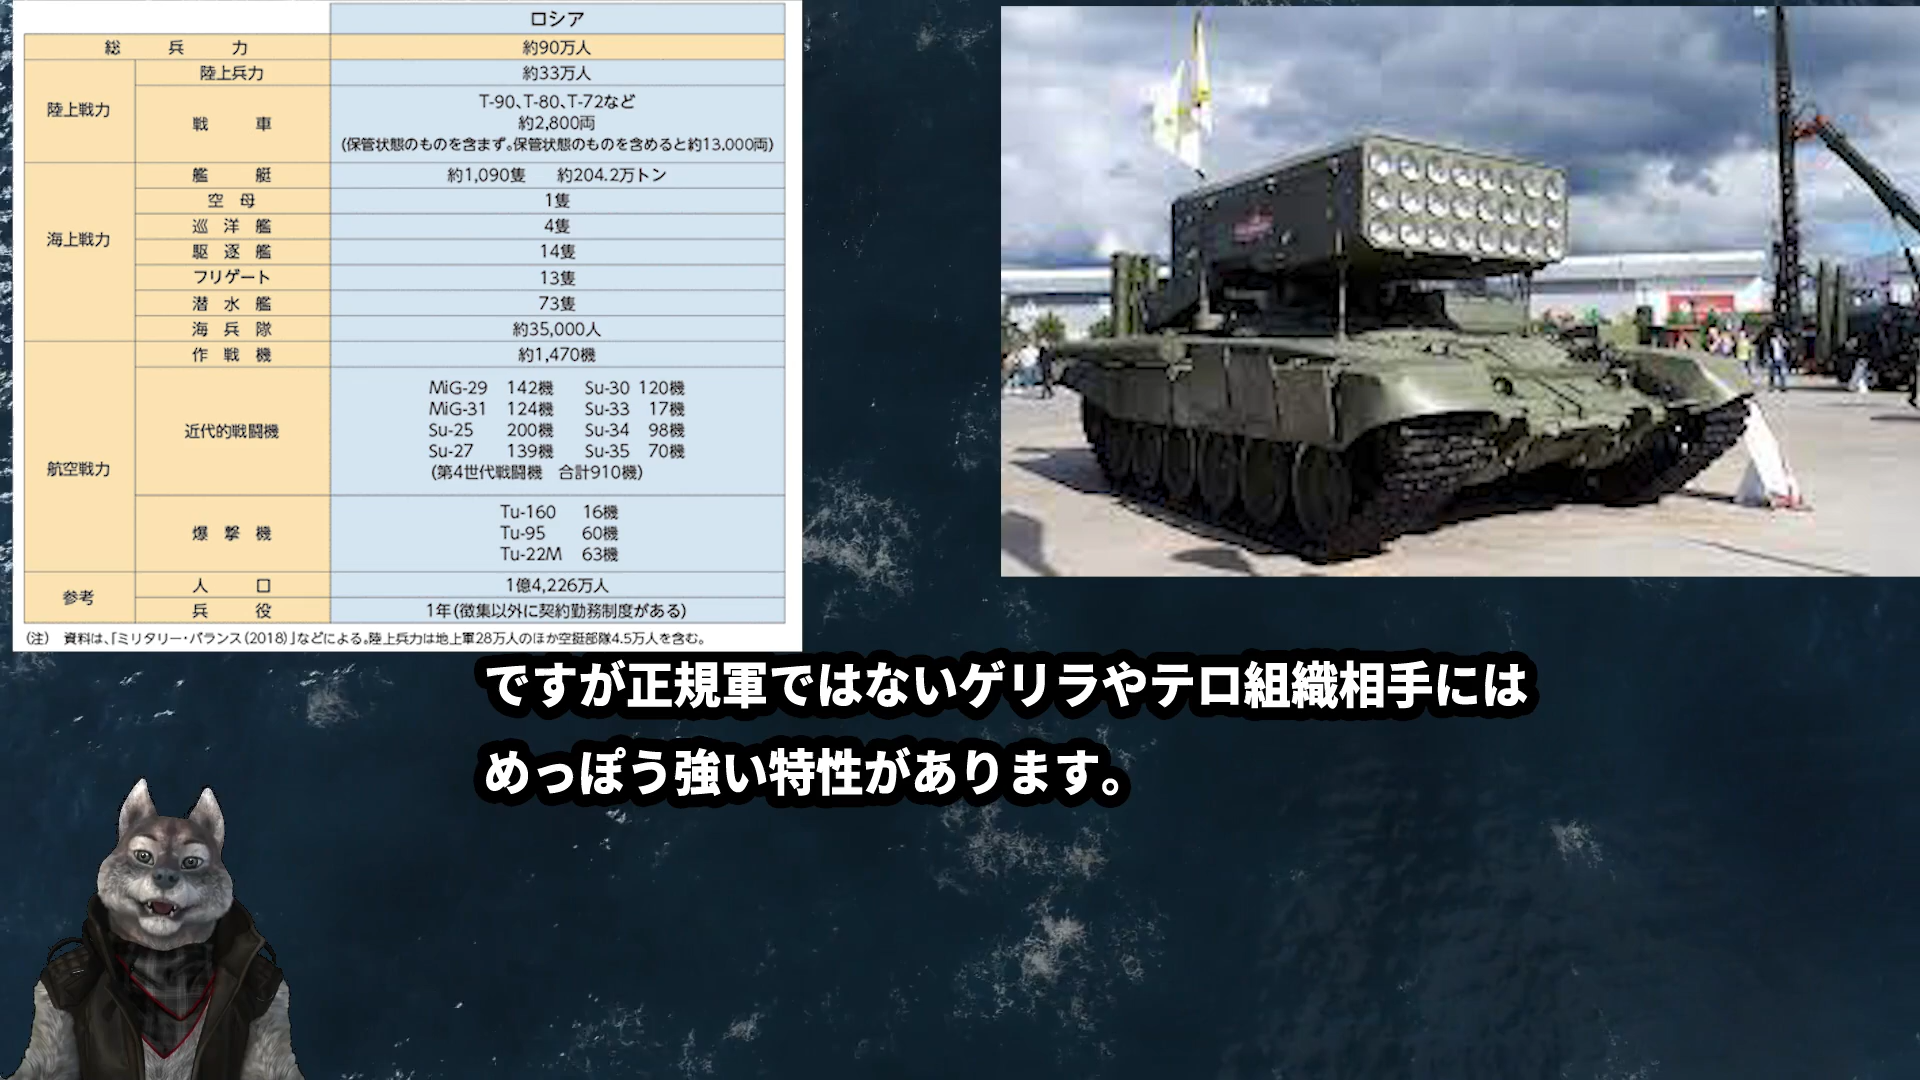 ロシア
総兵力 約90万人
陸上戦力
陸上兵力 約33万人
戦車
T-90、T-80、T-72など
約2,800両
(保管状態のものを含まず。保管状態のものを含めると約13,000両)
海上戦力
艦艇 約1,090隻 約204.2万トン
空母 1隻
巡洋艦 4隻
駆逐艦 14隻
フリゲート 13隻
潜水艦 73隻
海兵隊 約35,000人
航空戦力
作戦機 約1,470機
近代的戦闘機
MiG-29 142機 Su-30 120機
MiG-31 124機 Su-33 17機
Su-25 200機 Su-34 98機
Su-27 139機 Su-35 70機
(第4世代戦闘機 合計910機)
爆撃機
Tu-160 16機
Tu-95 60機
Tu-22M 63機
参考
人口 1億4,226万人
兵役 1年(徴集以外に契約勤務制度がある)
(注) 資料は、「ミリタリー・バランス(2018)」などによる。陸上兵力は地上軍28万人のほか空挺部隊4.5万人を含む。
ですが正規軍ではないゲリラやテロ組織相手には
めっぽう強い特性があります。